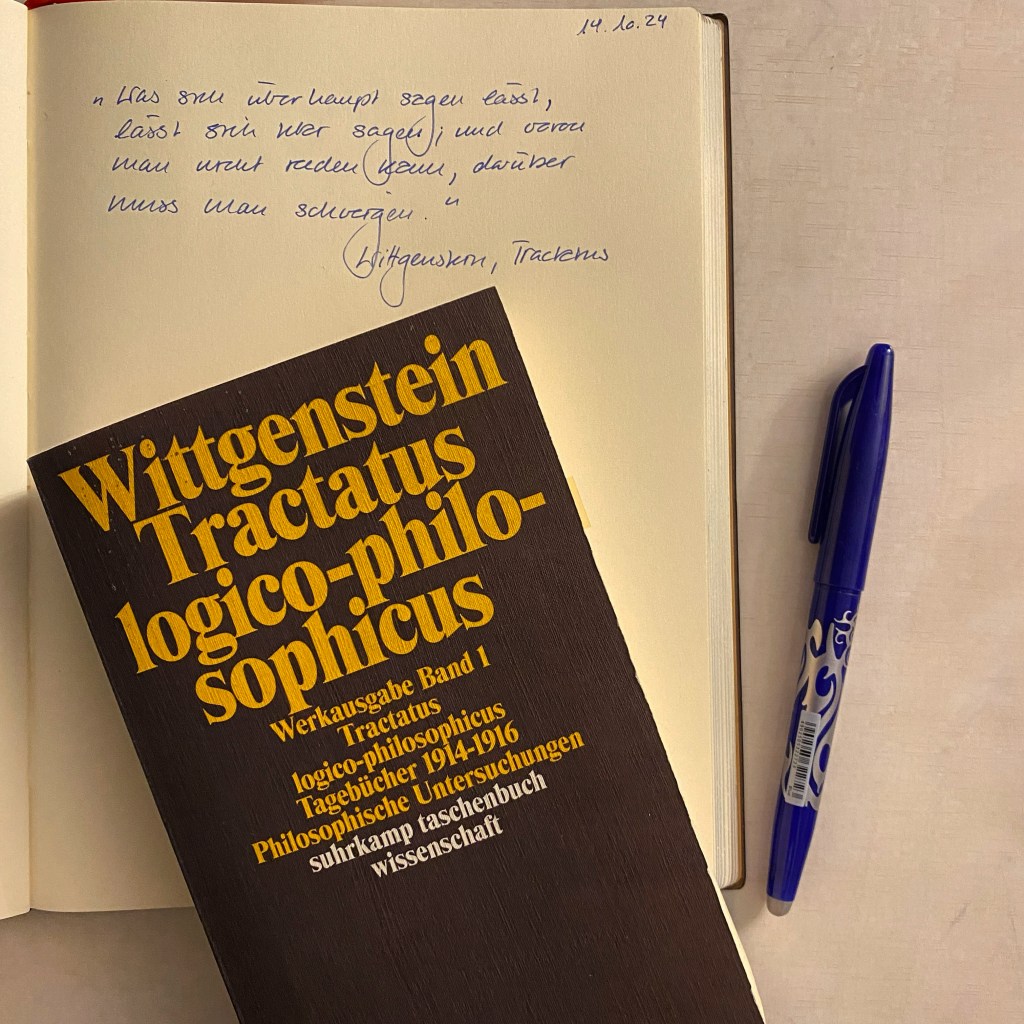 14.10.24
"Was sich überhaupt sagen lässt,
lässt sich klar sagen; und wovon
man nicht reden kann, darüber
muss man schweigen."
Wittgenstein, Tractatus
Wittgenstein
Tractatus
logico-philo-
sophicus
Werkausgabe Band 1
Tractatus
logico-philosophicus
Tagebücher 1914-1916
Philosophische Untersuchungen
suhrkamp taschenbuch
wissenschaft